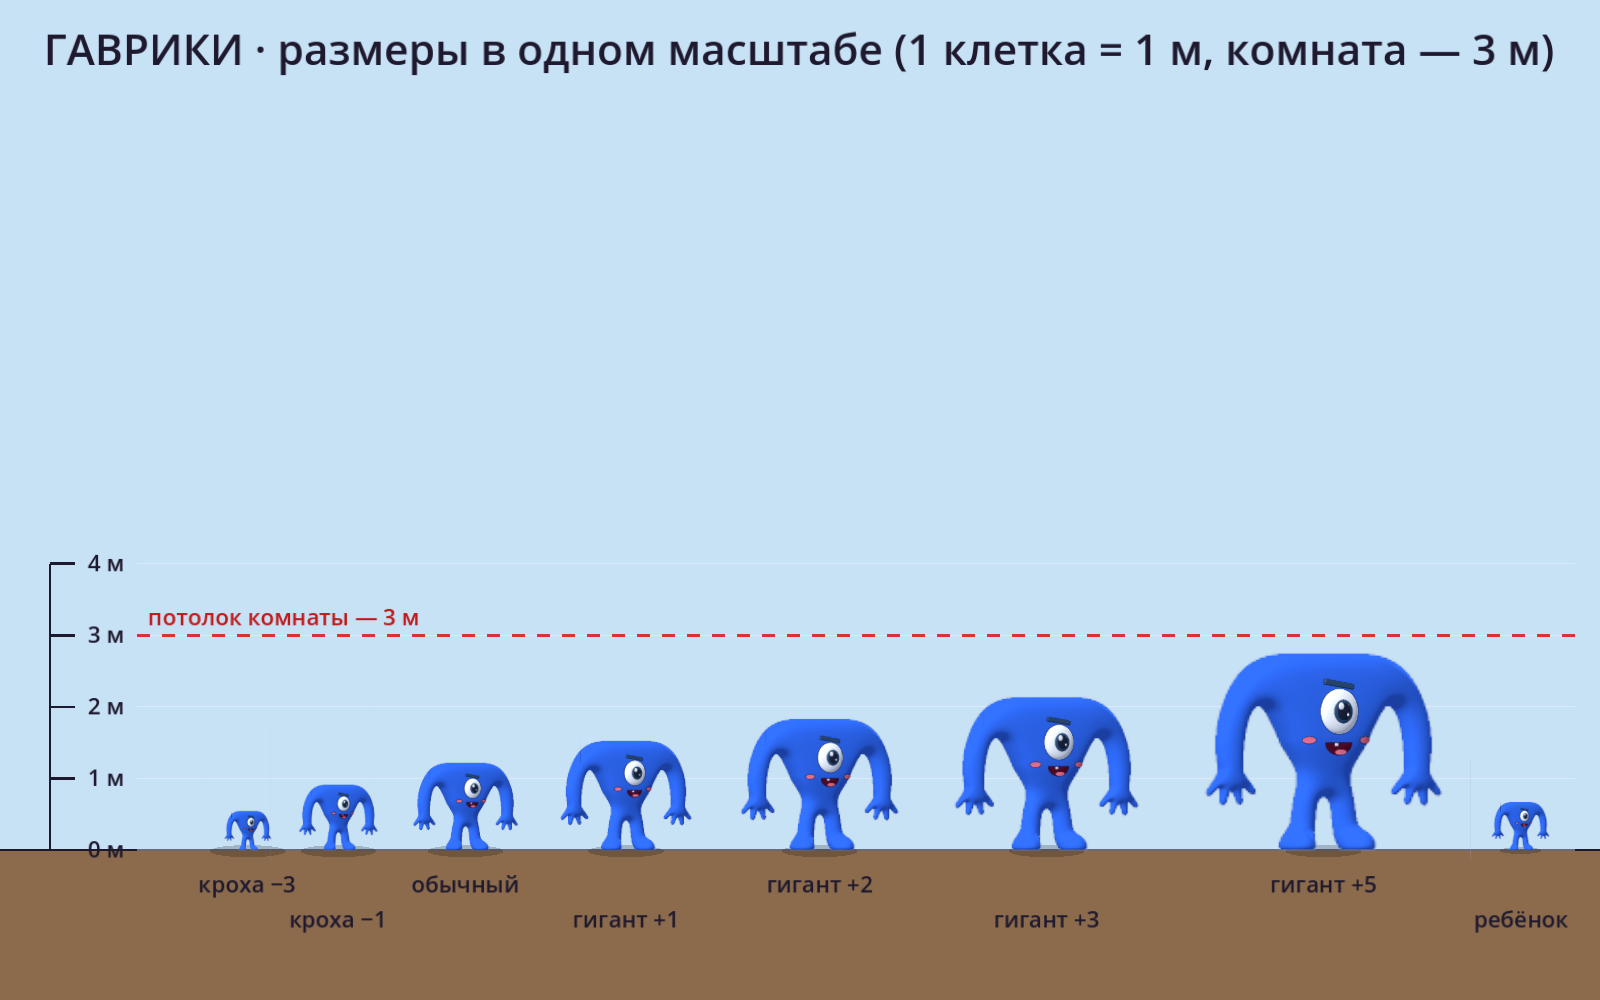 ГАВРИКИ · размеры в одном масштабе (1 клетка = 1 м, комната — 3 м)
4 м
потолок комнаты — 3 м
3 м
2 м
1 м
0 м
кроха −3
обычный
гигант +2
гигант +5
кроха −1
гигант +1
гигант +3
ребёнок